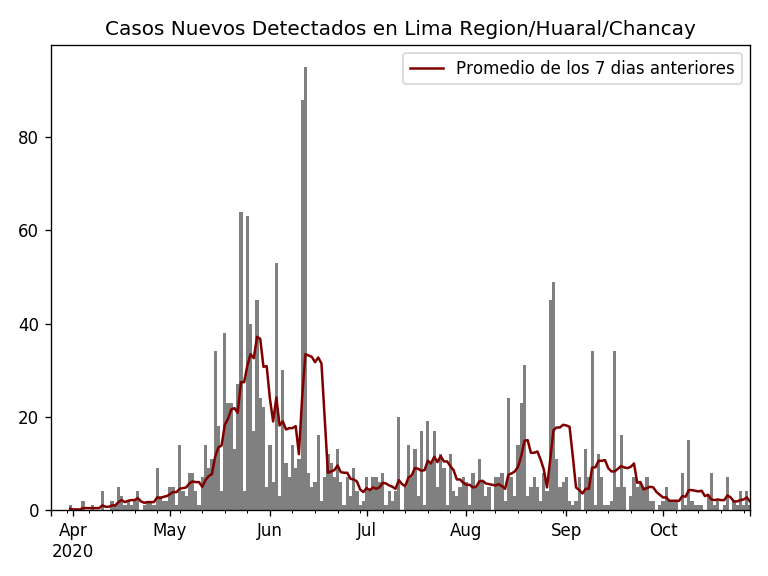 Casos Nuevos Detectados en Lima Region/Huaral/Chancay
Promedio de los 7 dias anteriores
80
60
40
20
0
Apr May Jun Jul Aug Sep Oct
2020